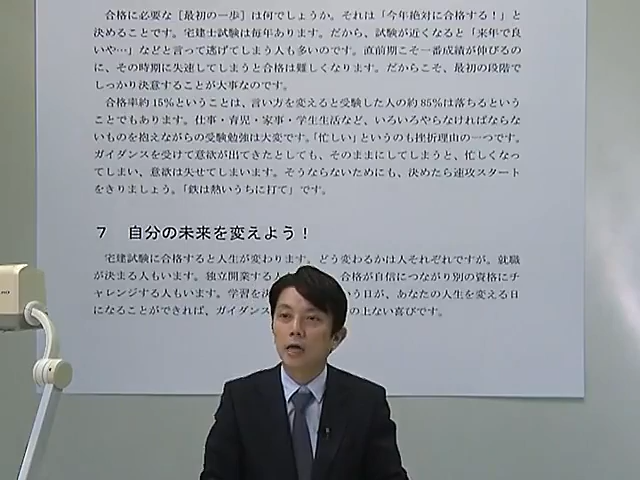 合格に必要な［最初の一歩］は何でしょうか。それは「今年絶対に合格する！」と
決めることです。宅建士試験は毎年あります。だから、試験が近くなると「来年で良
いや…」などと言って逃げてしまう人も多いのです。直前期こそ一番成績が伸びるの
に、その時期に失速してしまうと合格は難しくなります。だからこそ、最初の段階で
しっかり決意することが大事なのです。
合格率約 15％ということは、言い方を変えると受験した人の約 85％は落ちるという
ことでもあります。仕事・育児・家事・学生生活など、いろいろやらなければならな
いものを抱えながらの受験勉強は大変です。「忙しい」というのも挫折理由の一つです。
ガイダンスを受けて意欲が出てきたとしても、そのままにしてしまうと、忙しくなっ
てしまい、意欲は失せてしまいます。そうならないためにも、決めたら速攻スタート
をきりましょう。「鉄は熱いうちに打て」です。
７　自分の未来を変えよう！
宅建試験に合格すると人生が変わります。どう変わるかは人それぞれですが。就職
が決まる人もいます。独立開業する人 合格が自信につながり別の資格にチ
ャレンジする人もいます。学習を いう日が、あなたの人生を変える日
になることができれば、ガイダンス の上ない喜びです。